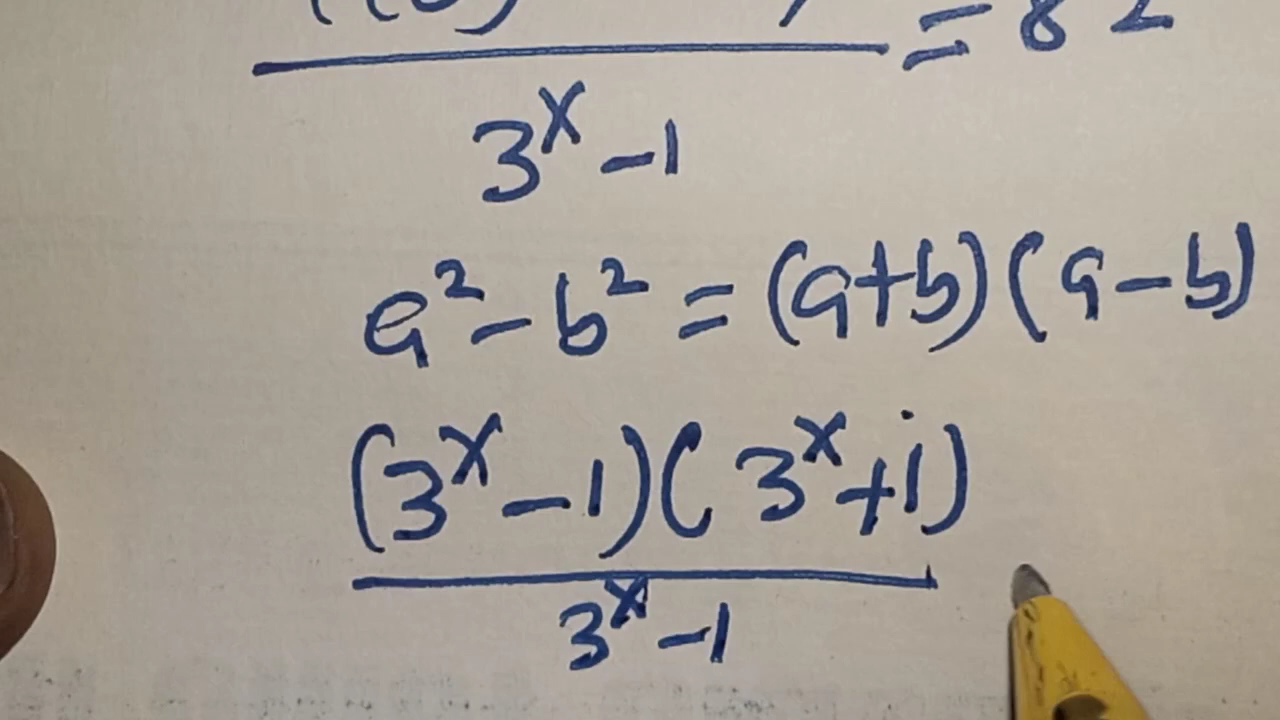 = 82
3^x - 1
a² - b² = (a+b)(a-b)
(3^x - 1)(3^x + 1)
3^x - 1